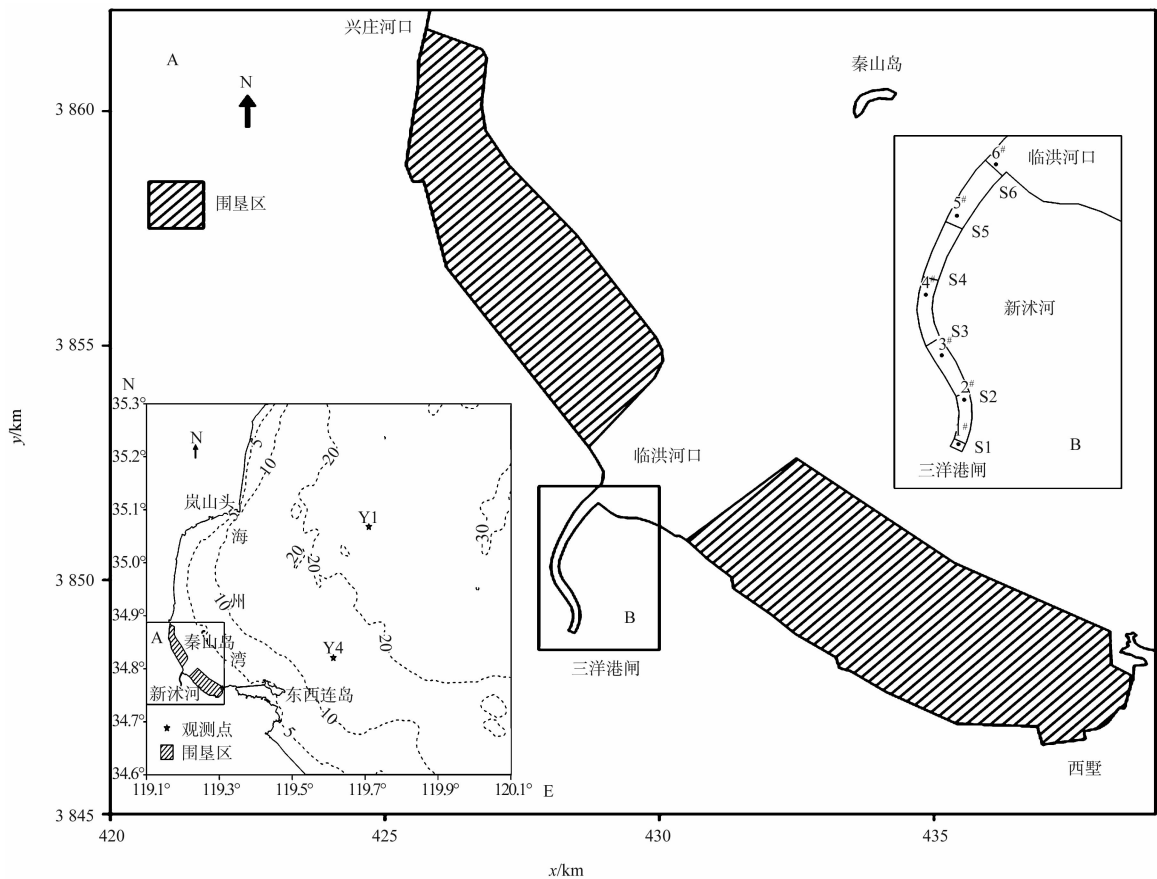 兴庄河口
A
N
秦山岛
3 860
围垦区
临洪河口
6#
S6
5#
S5
4#
S4
新沭河
S3
3#
2#
S2
1#
S1
三洋港闸
B
3 855
y/km
N
35.3°
35.2°
35.1°
35.0°
34.9°
34.8°
34.7°
34.6°
N
5
10
20
岚山头
海
Y1
30
20
20
10
州
A
秦山岛
Y4
20
湾
新沭河
东西连岛
10
5
观测点
围垦区
119.1°
119.3°
119.5°
119.7°
119.9°
120.1°
E
临洪河口
3 850
B
三洋港闸
西墅
3 845
420
425
430
435
x/km